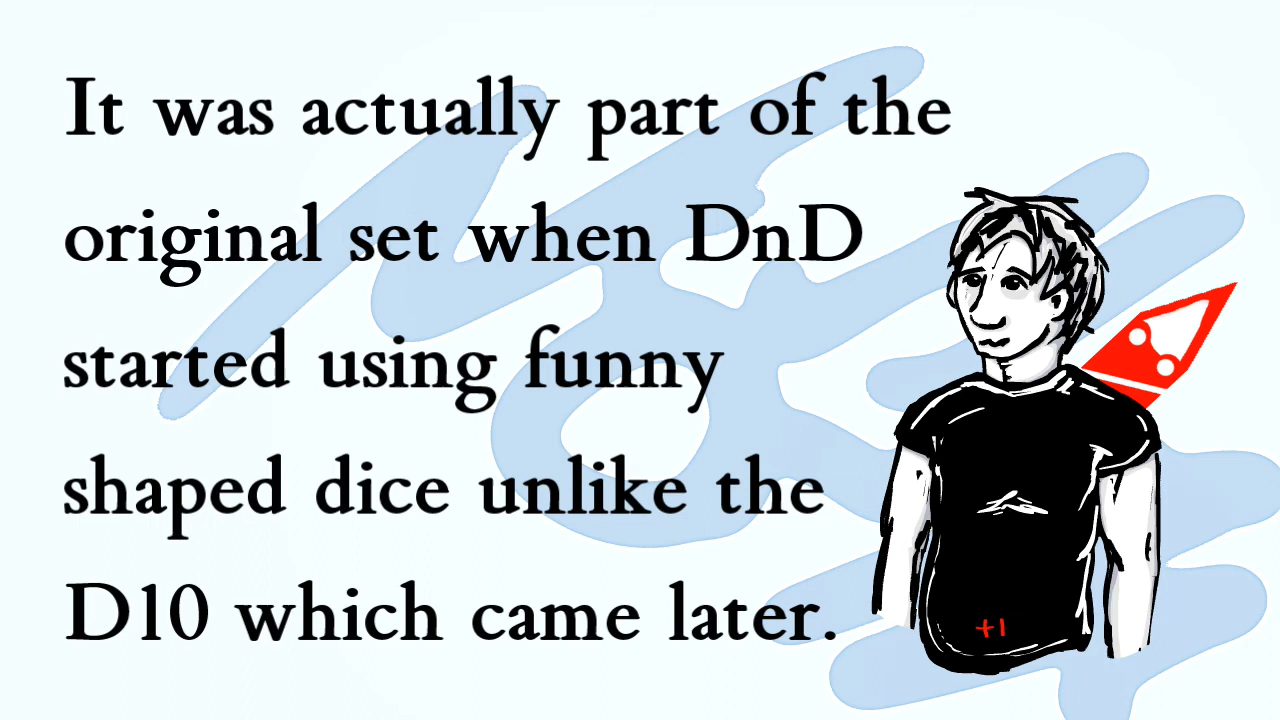 It was actually part of the
original set when DnD
started using funny
shaped dice unlike the
D10 which came later.
+1